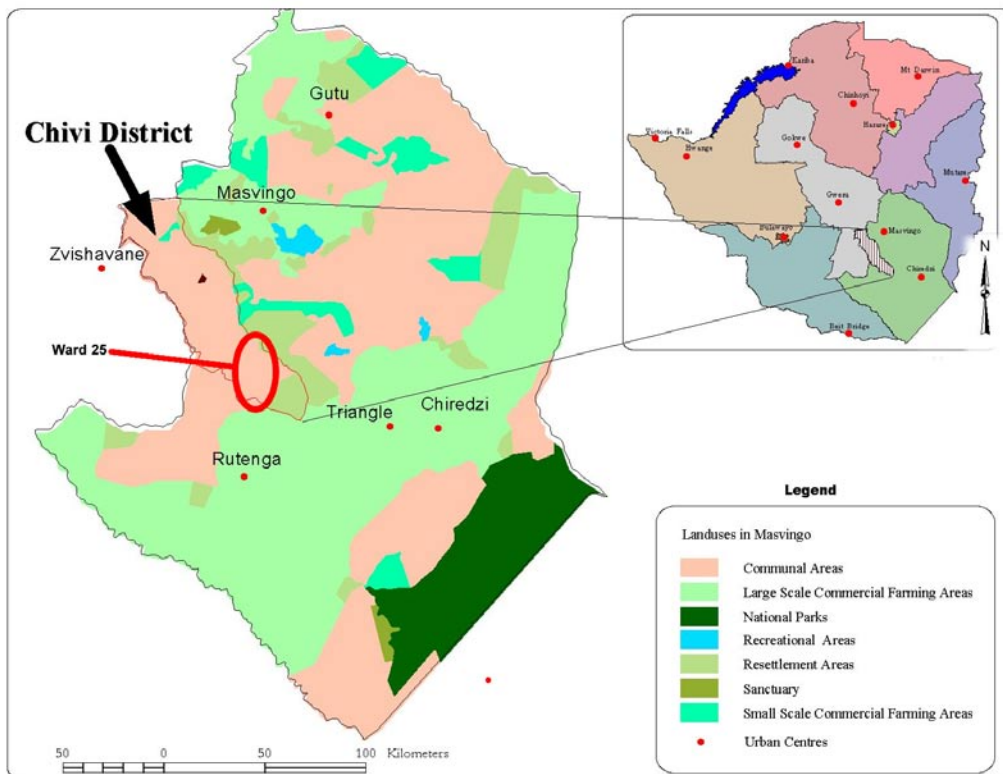 Chivi District
Gutu
Masvingo
Zvishavane
Ward 25
Triangle
Chiredzi
Rutenga
50 0 50 100 Kilometers
Kariba
Mt Darwin
Chinhoyi
Harare
Victoria Falls
Hwange
Gokwe
Mutare
Gweru
Bulawayo
Masvingo
Chiredzi
Beit Bridge
N
Legend
Landuses in Masvingo
Communal Areas
Large Scale Commercial Farming Areas
National Parks
Recreational Areas
Resettlement Areas
Sanctuary
Small Scale Commercial Farming Areas
Urban Centres